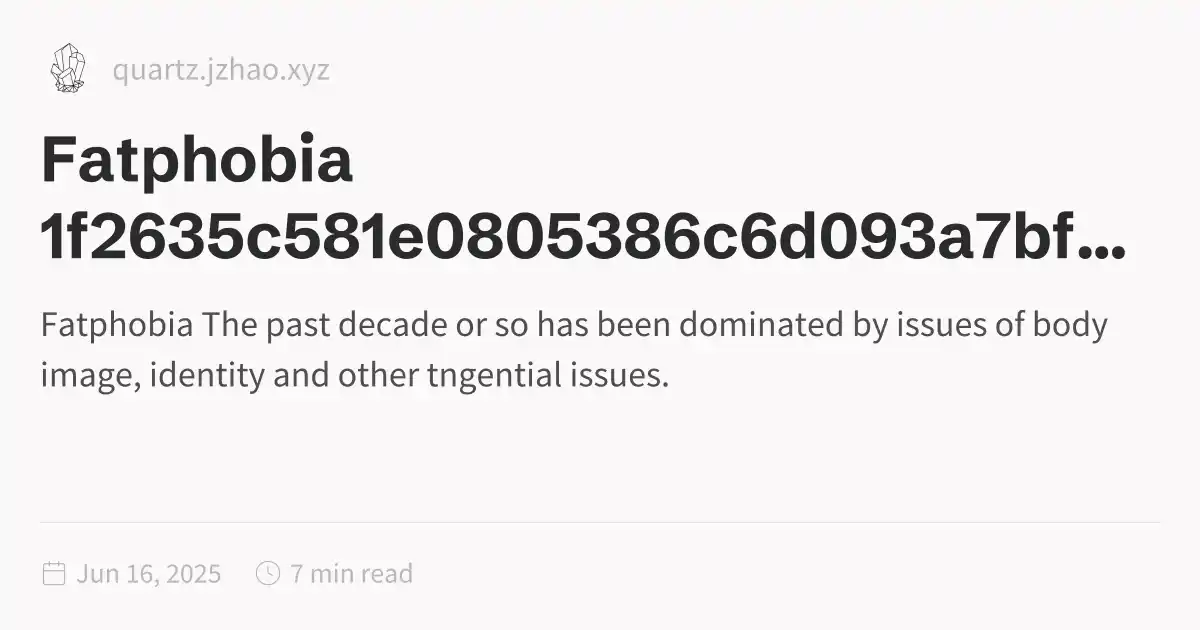 quartz.jzhao.xyz
Fatphobia
1f2635c581e0805386c6d093a7bf...
Fatphobia The past decade or so has been dominated by issues of body
image, identity and other tngential issues.
Jun 16, 2025 7 min read